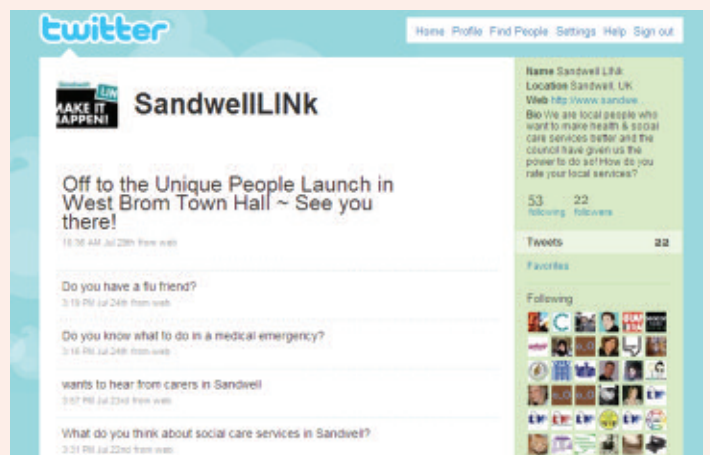 twitter
Home Profile Find People Settings Help Sign out
Sandwell
LIN
MAKE IT
HAPPEN!
SandwellLINk
Off to the Unique People Launch in
West Brom Town Hall ~ See you
there!
AM Jul 28th from web
Do you have a flu friend?
3:19 PM Jul 24th from web
Do you know what to do in a medical emergency?
3:16 PM Jul 24th from web
wants to hear from carers in Sandwell
3:57 PM Jul 23rd from web
What do you think about social care services in Sandwell?
3:31 PM Jul 22nd from web
Name Sandwell LINk
Location Sandwell, UK
Web http://www.sandwe...
Bio We are local people who
want to make health & social
care services better and the
council have given us the
power to do so! How do you
rate your local services?
53 22
following followers
Tweets 22
Favorites
Following